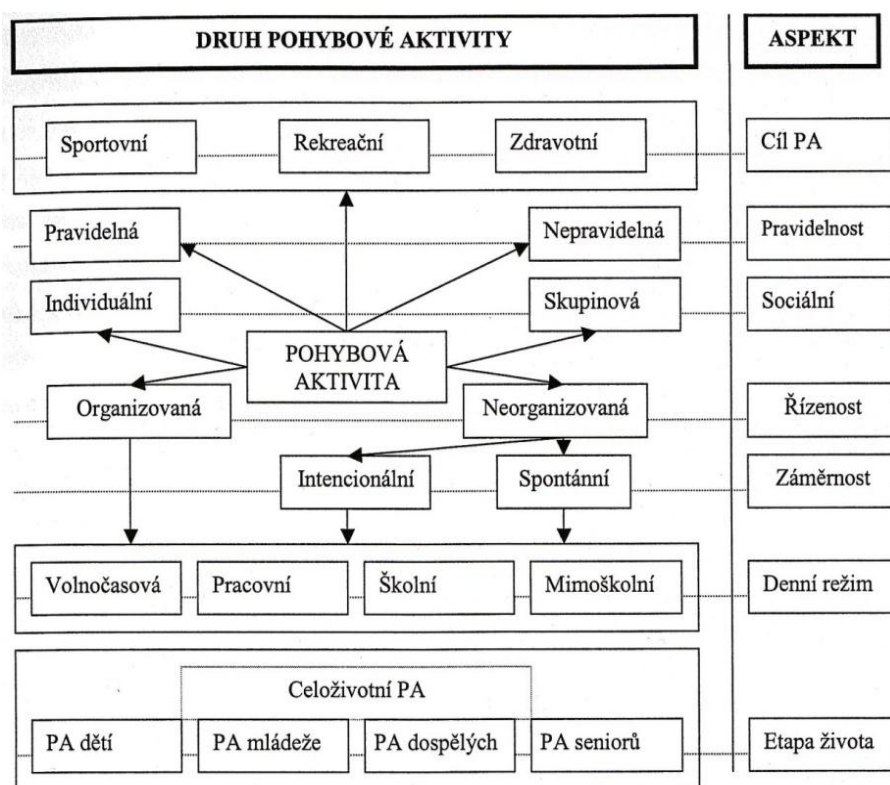 DRUH POHYBOVÉ AKTIVITY
ASPEKT
Sportovní
Rekreační
Zdravotní
Cíl PA
Pravidelná
Nepravidelná
Pravidelnost
Individuální
Skupinová
Sociální
POHYBOVÁ
AKTIVITA
Organizovaná
Neorganizovaná
Řízenost
Intencionální
Spontánní
Záměrnost
Volnočasová
Pracovní
Školní
Mimoškolní
Denní režim
Celoživotní PA
PA dětí
PA mládeže
PA dospělých
PA seniorů
Etapa života